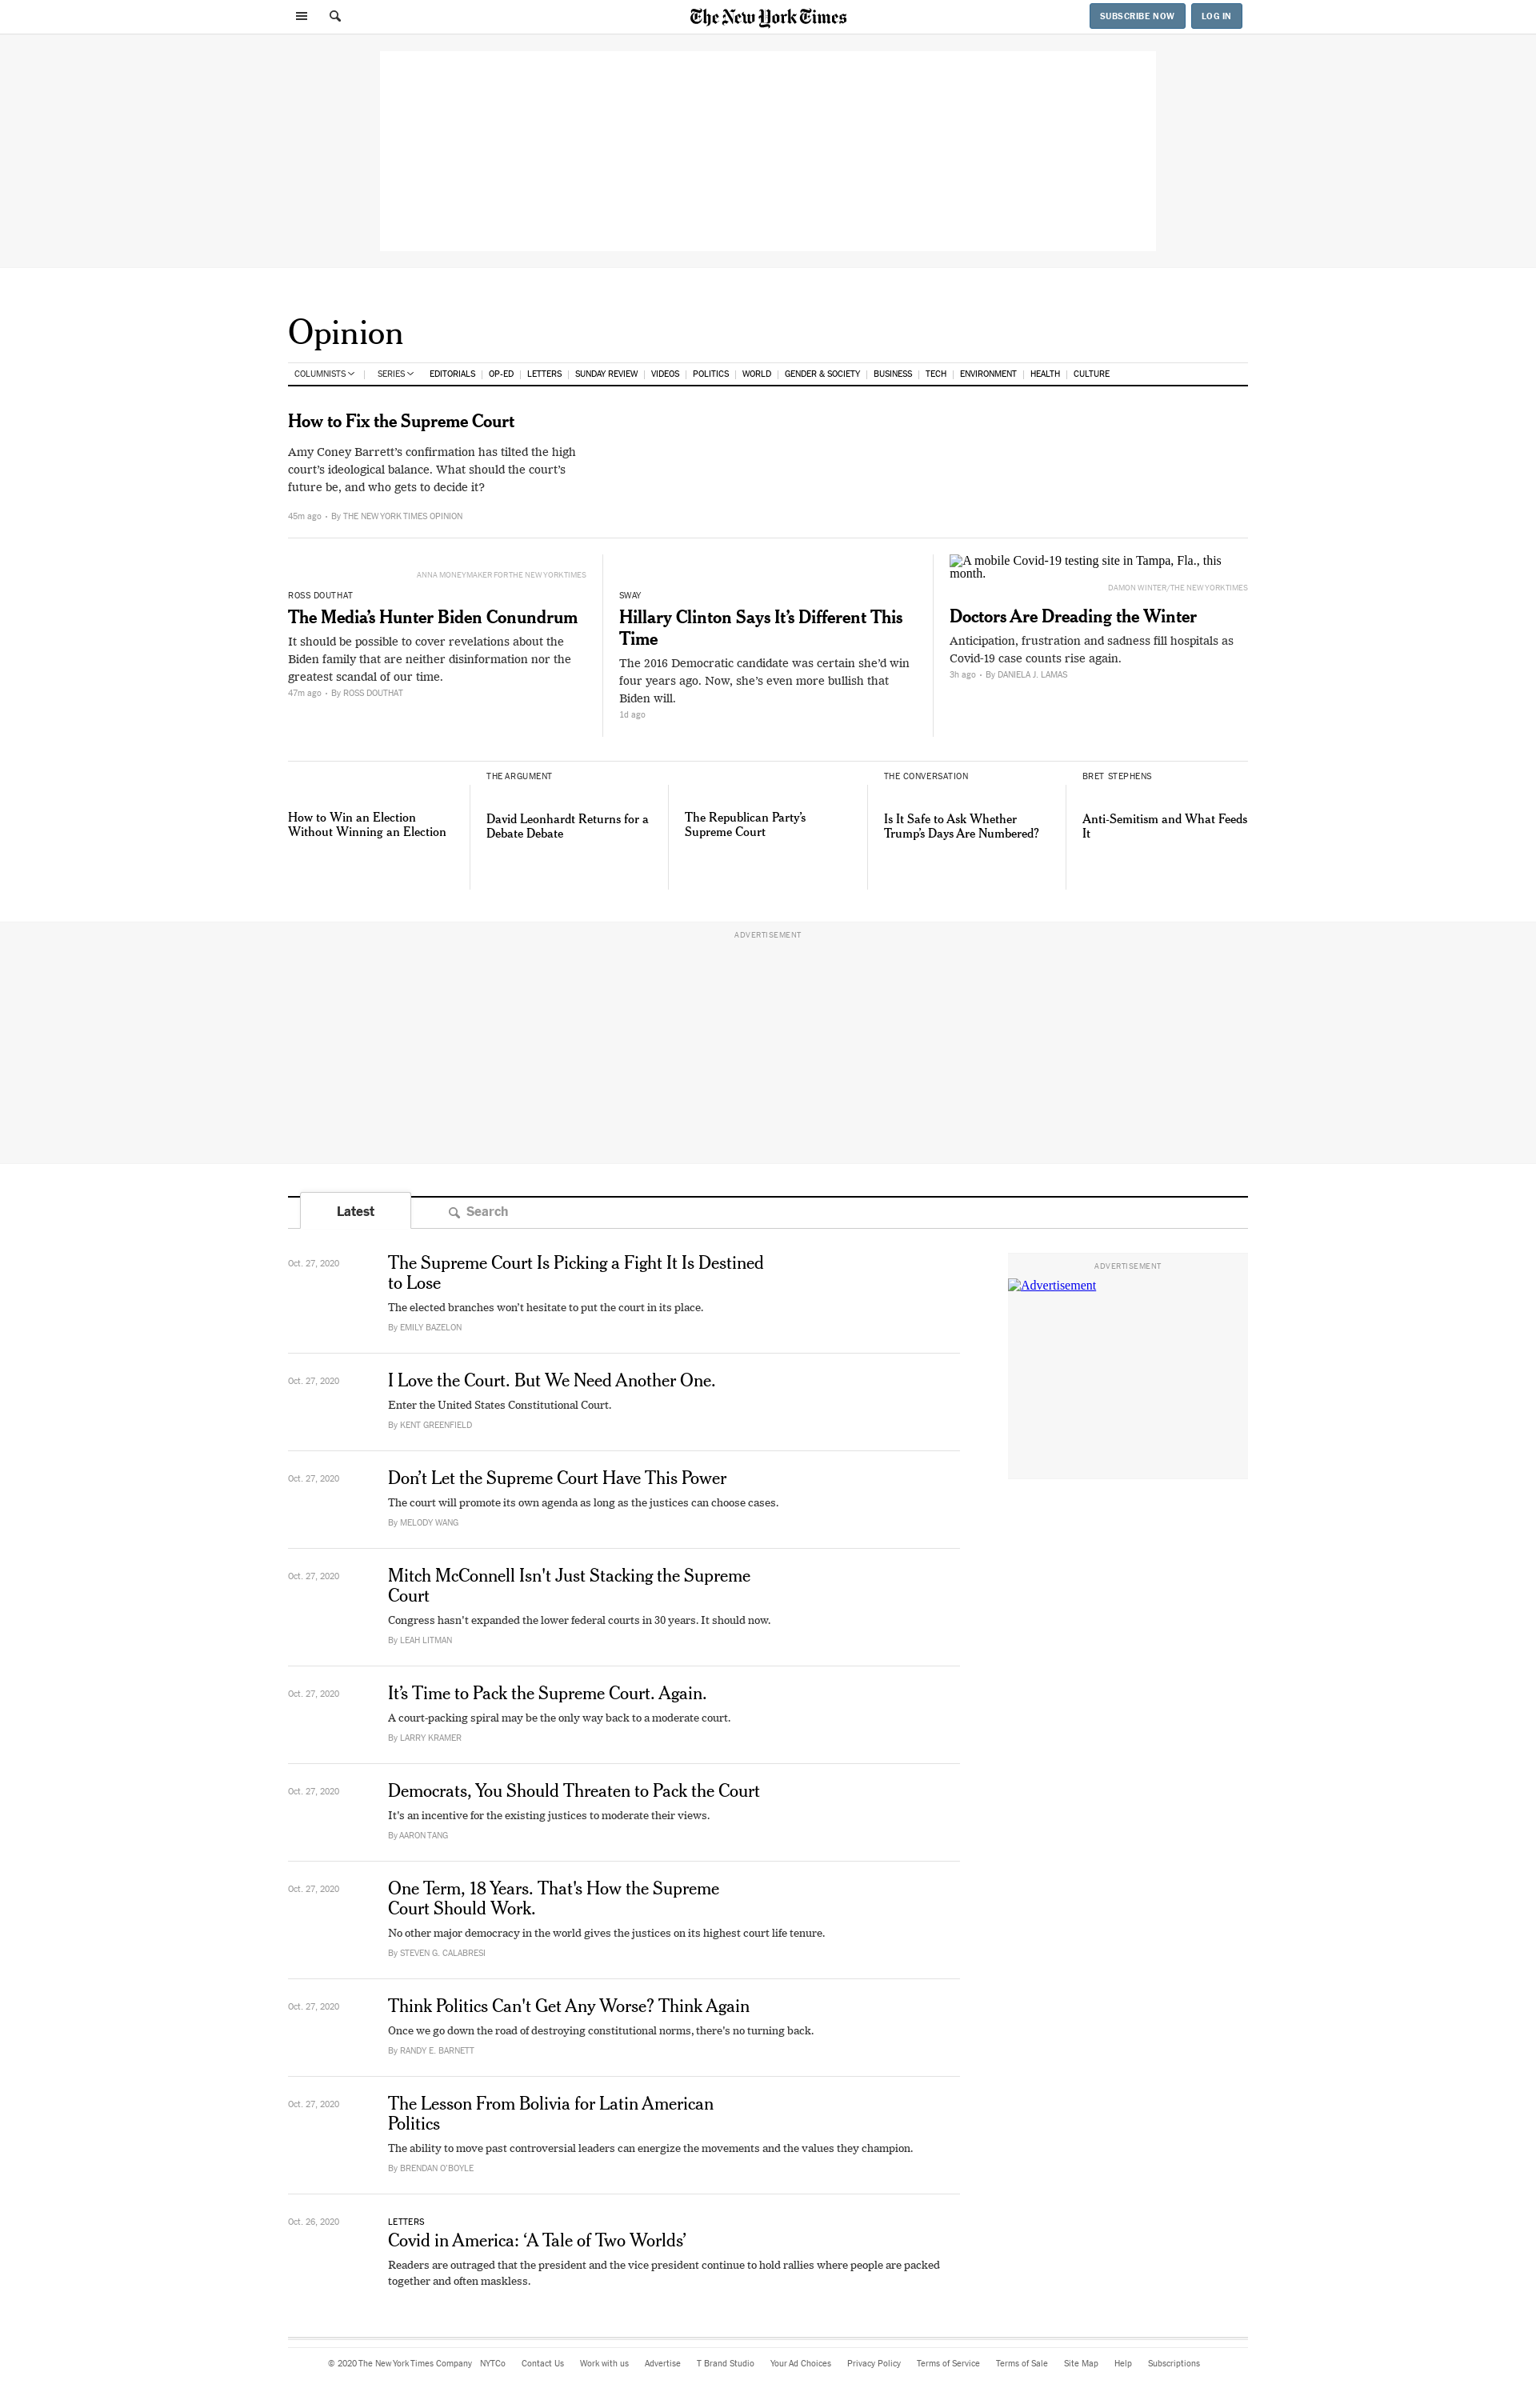 The New York Times
SUBSCRIBE NOW
LOG IN
Opinion
COLUMNISTS
SERIES
EDITORIALS
OP-ED
LETTERS
SUNDAY REVIEW
VIDEOS
POLITICS
WORLD
GENDER & SOCIETY
BUSINESS
TECH
ENVIRONMENT
HEALTH
CULTURE
How to Fix the Supreme Court
Amy Coney Barrett’s confirmation has tilted the high
court’s ideological balance. What should the court’s
future be, and who gets to decide it?
45m ago · By THE NEW YORK TIMES OPINION
ANNA MONEYMAKER FOR THE NEW YORK TIMES
ROSS DOUTHAT
The Media’s Hunter Biden Conundrum
It should be possible to cover revelations about the
Biden family that are neither disinformation nor the
greatest scandal of our time.
47m ago · By ROSS DOUTHAT
SWAY
Hillary Clinton Says It’s Different This
Time
The 2016 Democratic candidate was certain she’d win
four years ago. Now, she’s even more bullish that
Biden will.
1d ago
A mobile Covid-19 testing site in Tampa, Fla., this
month.
DAMON WINTER/THE NEW YORK TIMES
Doctors Are Dreading the Winter
Anticipation, frustration and sadness fill hospitals as
Covid-19 case counts rise again.
3h ago · By DANIELA J. LAMAS
How to Win an Election
Without Winning an Election
THE ARGUMENT
David Leonhardt Returns for a
Debate Debate
The Republican Party’s
Supreme Court
THE CONVERSATION
Is It Safe to Ask Whether
Trump’s Days Are Numbered?
BRET STEPHENS
Anti-Semitism and What Feeds
It
ADVERTISEMENT
Latest
Search
Oct. 27, 2020
The Supreme Court Is Picking a Fight It Is Destined
to Lose
The elected branches won’t hesitate to put the court in its place.
By EMILY BAZELON
ADVERTISEMENT
Advertisement
Oct. 27, 2020
I Love the Court. But We Need Another One.
Enter the United States Constitutional Court.
By KENT GREENFIELD
Oct. 27, 2020
Don’t Let the Supreme Court Have This Power
The court will promote its own agenda as long as the justices can choose cases.
By MELODY WANG
Oct. 27, 2020
Mitch McConnell Isn't Just Stacking the Supreme
Court
Congress hasn’t expanded the lower federal courts in 30 years. It should now.
By LEAH LITMAN
Oct. 27, 2020
It’s Time to Pack the Supreme Court. Again.
A court-packing spiral may be the only way back to a moderate court.
By LARRY KRAMER
Oct. 27, 2020
Democrats, You Should Threaten to Pack the Court
It’s an incentive for the existing justices to moderate their views.
By AARON TANG
Oct. 27, 2020
One Term, 18 Years. That's How the Supreme
Court Should Work.
No other major democracy in the world gives the justices on its highest court life tenure.
By STEVEN G. CALABRESI
Oct. 27, 2020
Think Politics Can't Get Any Worse? Think Again
Once we go down the road of destroying constitutional norms, there’s no turning back.
By RANDY E. BARNETT
Oct. 27, 2020
The Lesson From Bolivia for Latin American
Politics
The ability to move past controversial leaders can energize the movements and the values they champion.
By BRENDAN O'BOYLE
Oct. 26, 2020
LETTERS
Covid in America: ‘A Tale of Two Worlds’
Readers are outraged that the president and the vice president continue to hold rallies where people are packed
together and often maskless.
© 2020 The New York Times Company
NYTCo
Contact Us
Work with us
Advertise
T Brand Studio
Your Ad Choices
Privacy Policy
Terms of Service
Terms of Sale
Site Map
Help
Subscriptions